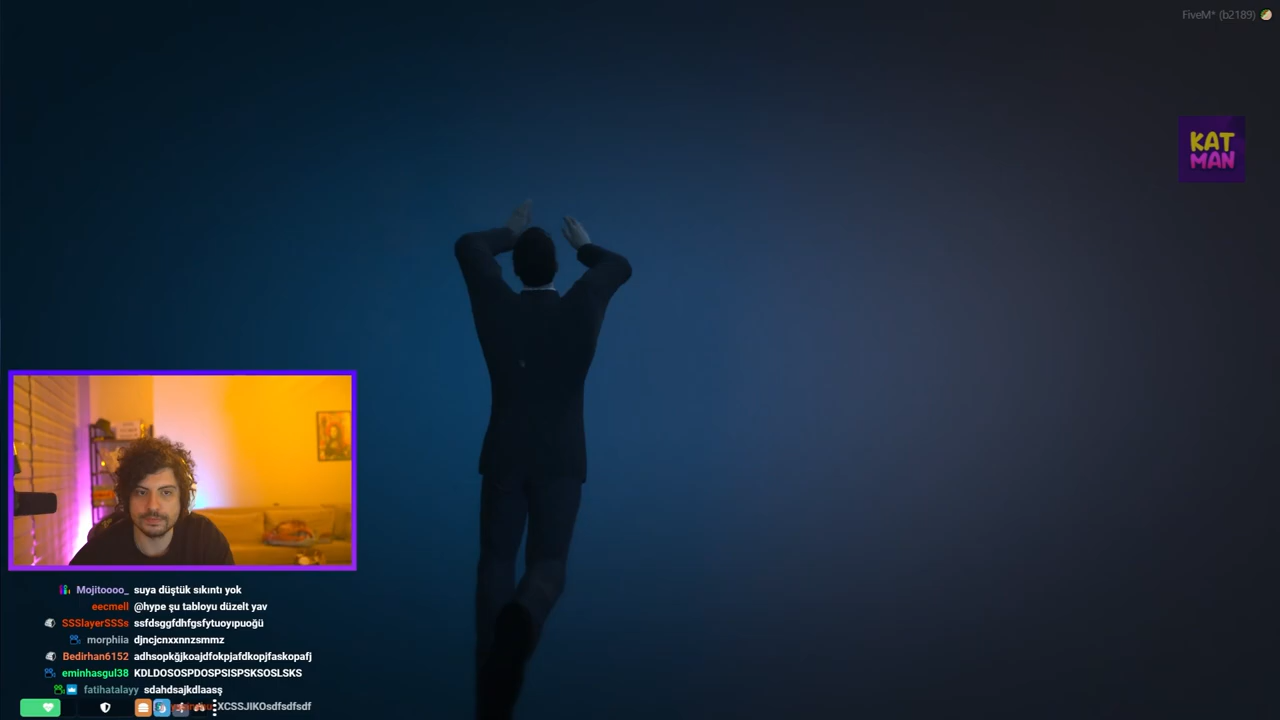 FiveM* (b2189)
KAT
MAN
Mojitoooo_ suya düştük sıkıntı yok
eecmell @hype şu tabloyu düzelt yav
SSSlayerSSSs ssfdsggfdhfgsfytuoyıpuoğü
morphiia djncjcnxxnnzsmmz
Bedirhan6152 adhsopkğjkoajdfokpjafdkopjfaskopafj
eminhasgul38 KDLDOSOSPDOSPSISPSKSOSLSKS
fatihatalayy sdahdsajkdlaasş
XCSSJIKOsdfsdfsdf